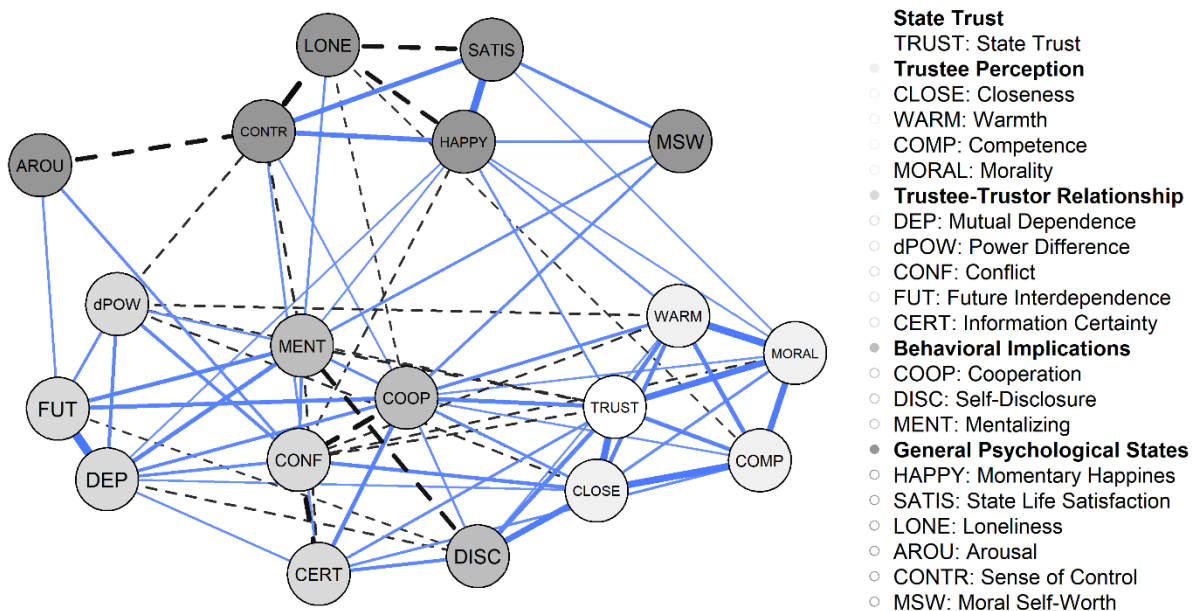 LONE
SATIS
CONTR
HAPPY
MSW
AROU
dPOW
WARM
MENT
MORAL
COOP
TRUST
FUT
CONF
COMP
DEP
CLOSE
DISC
CERT
State Trust
TRUST: State Trust
Trustee Perception
CLOSE: Closeness
WARM: Warmth
COMP: Competence
MORAL: Morality
Trustee-Trustor Relationship
DEP: Mutual Dependence
dPOW: Power Difference
CONF: Conflict
FUT: Future Interdependence
CERT: Information Certainty
Behavioral Implications
COOP: Cooperation
DISC: Self-Disclosure
MENT: Mentalizing
General Psychological States
HAPPY: Momentary Happines
SATIS: State Life Satisfaction
LONE: Loneliness
AROU: Arousal
CONTR: Sense of Control
MSW: Moral Self-Worth